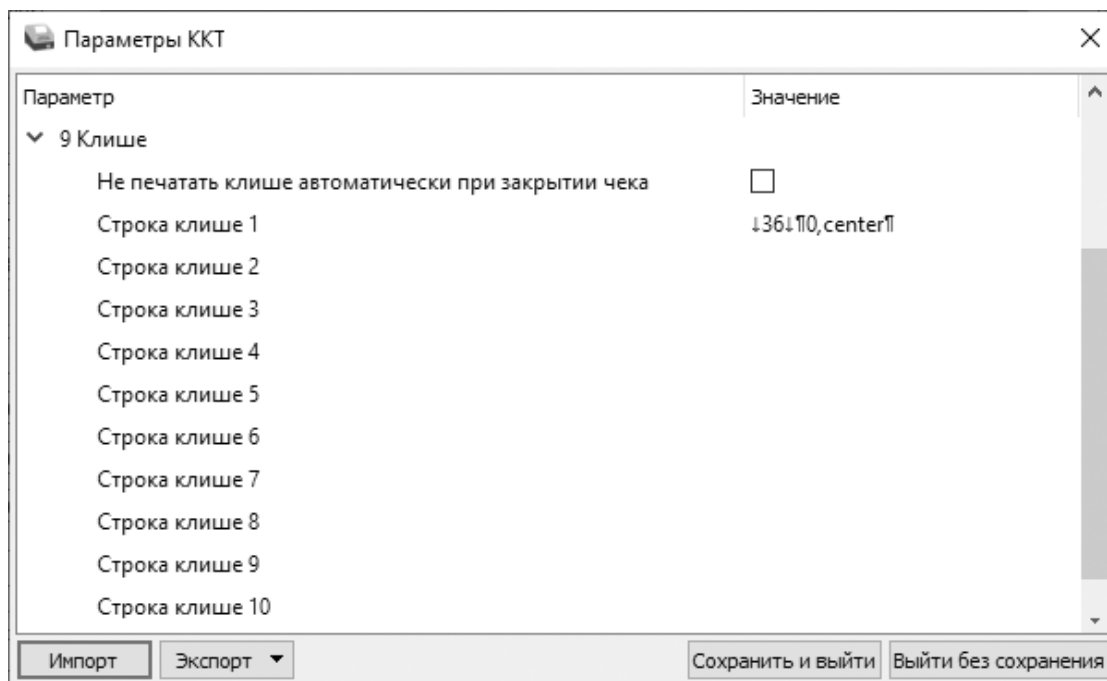 Параметры ККТ
Параметр Значение
9 Клише
Не печатать клише автоматически при закрытии чека
Строка клише 1 ↓36↓¶0,center¶
Строка клише 2
Строка клише 3
Строка клише 4
Строка клише 5
Строка клише 6
Строка клише 7
Строка клише 8
Строка клише 9
Строка клише 10
Импорт Экспорт Сохранить и выйти Выйти без сохранения